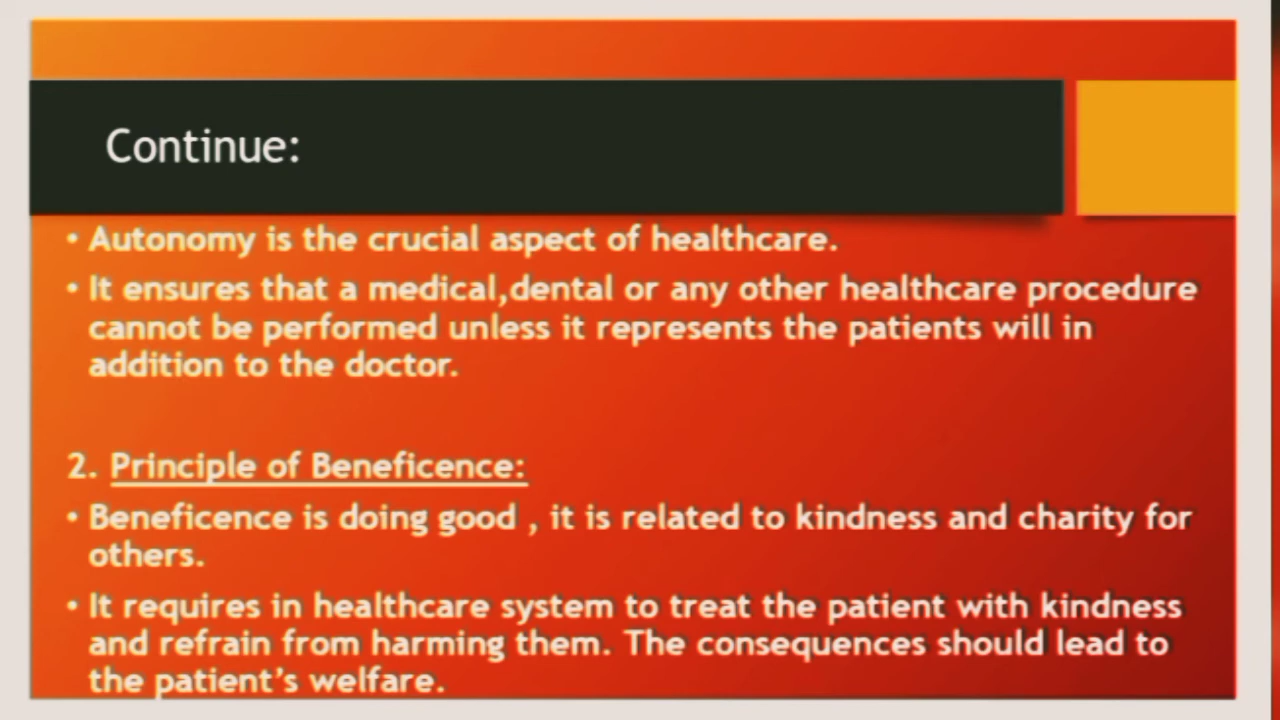 Continue:
• Autonomy is the crucial aspect of healthcare.
• It ensures that a medical,dental or any other healthcare procedure
cannot be performed unless it represents the patients will in
addition to the doctor.
2. Principle of Beneficence:
• Beneficence is doing good , it is related to kindness and charity for
others.
• It requires in healthcare system to treat the patient with kindness
and refrain from harming them. The consequences should lead to
the patient’s welfare.